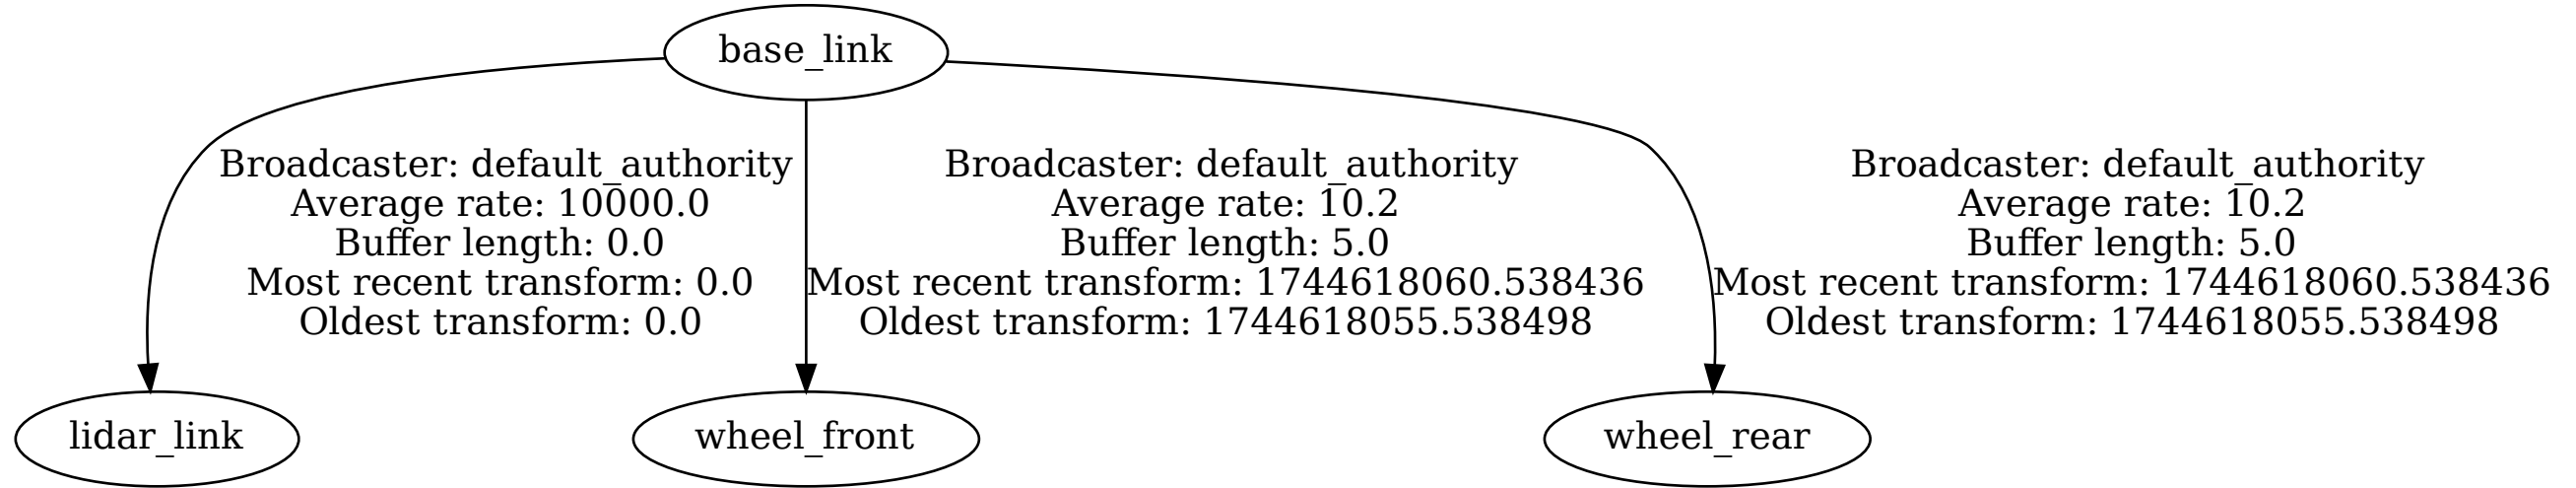 base_link
Broadcaster: default_authority
Average rate: 10000.0
Buffer length: 0.0
Most recent transform: 0.0
Oldest transform: 0.0
Broadcaster: default_authority
Average rate: 10.2
Buffer length: 5.0
Most recent transform: 1744618060.538436
Oldest transform: 1744618055.538498
Broadcaster: default_authority
Average rate: 10.2
Buffer length: 5.0
Most recent transform: 1744618060.538436
Oldest transform: 1744618055.538498
lidar_link
wheel_front
wheel_rear